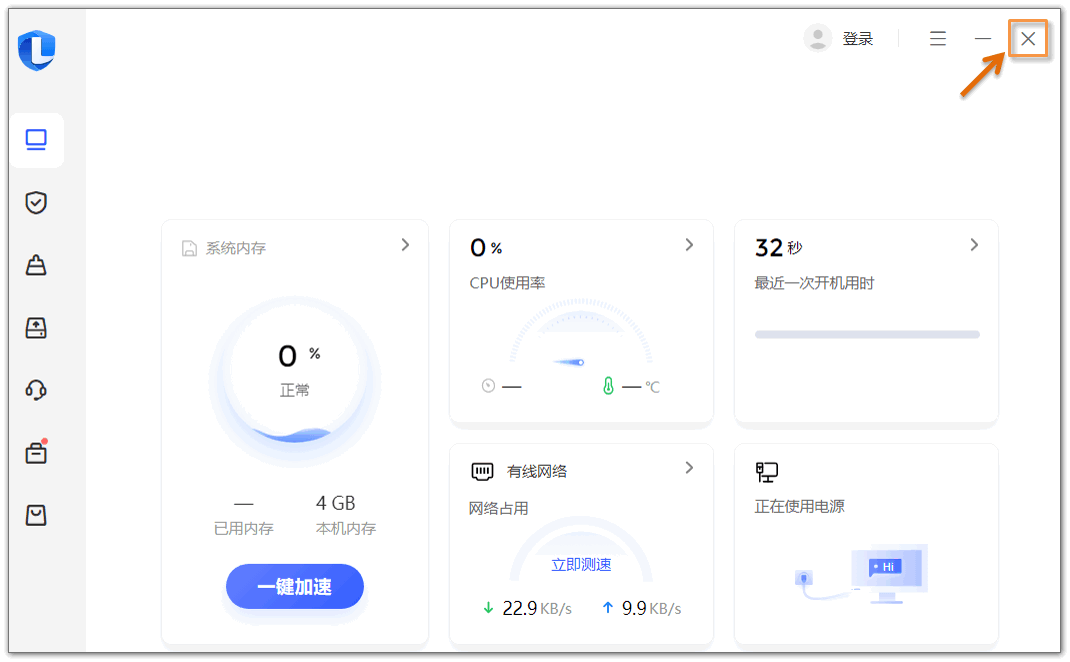 登录
系统内存
0 %
正常
—
4 GB
已用内存
本机内存
一键加速
0 %
CPU使用率
—
— ℃
32 秒
最近一次开机用时
有线网络
网络占用
立即测速
22.9 KB/s
9.9 KB/s
正在使用电源
Hi